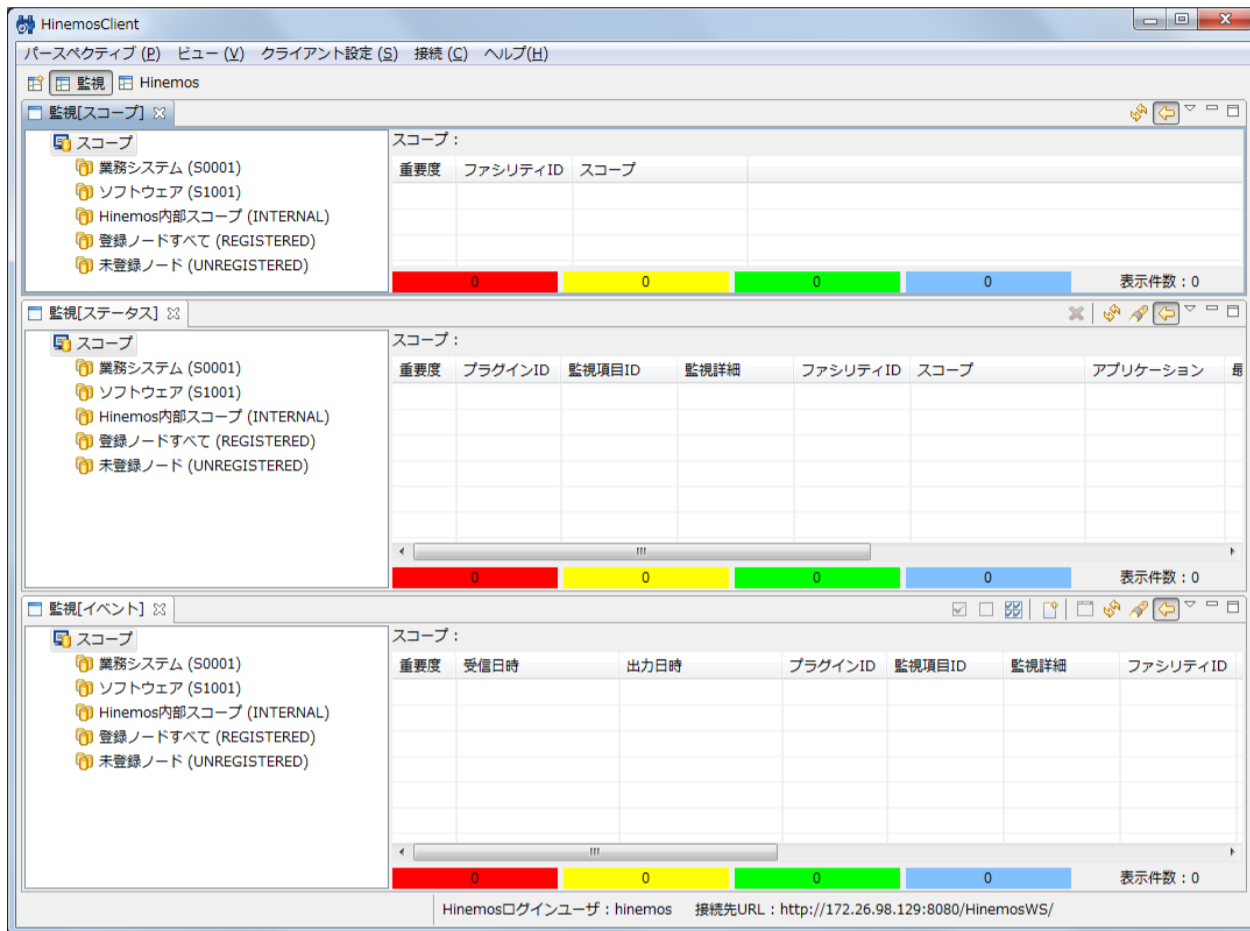 HinemosClient
パースペクティブ (P) ビュー (V) クライアント設定 (S) 接続 (C) ヘルプ(H)
監視 Hinemos
監視[スコープ]
スコープ
業務システム (S0001)
ソフトウェア (S1001)
Hinemos内部スコープ (INTERNAL)
登録ノードすべて (REGISTERED)
未登録ノード (UNREGISTERED)
スコープ :
重要度 ファシリティID スコープ
0 0 0 0 表示件数 : 0
監視[ステータス]
スコープ
業務システム (S0001)
ソフトウェア (S1001)
Hinemos内部スコープ (INTERNAL)
登録ノードすべて (REGISTERED)
未登録ノード (UNREGISTERED)
スコープ :
重要度 プラグインID 監視項目ID 監視詳細 ファシリティID スコープ アプリケーション 最
0 0 0 0 表示件数 : 0
監視[イベント]
スコープ
業務システム (S0001)
ソフトウェア (S1001)
Hinemos内部スコープ (INTERNAL)
登録ノードすべて (REGISTERED)
未登録ノード (UNREGISTERED)
スコープ :
重要度 受信日時 出力日時 プラグインID 監視項目ID 監視詳細 ファシリティID
0 0 0 0 表示件数 : 0
Hinemosログインユーザ : hinemos 接続先URL : http://172.26.98.129:8080/HinemosWS/